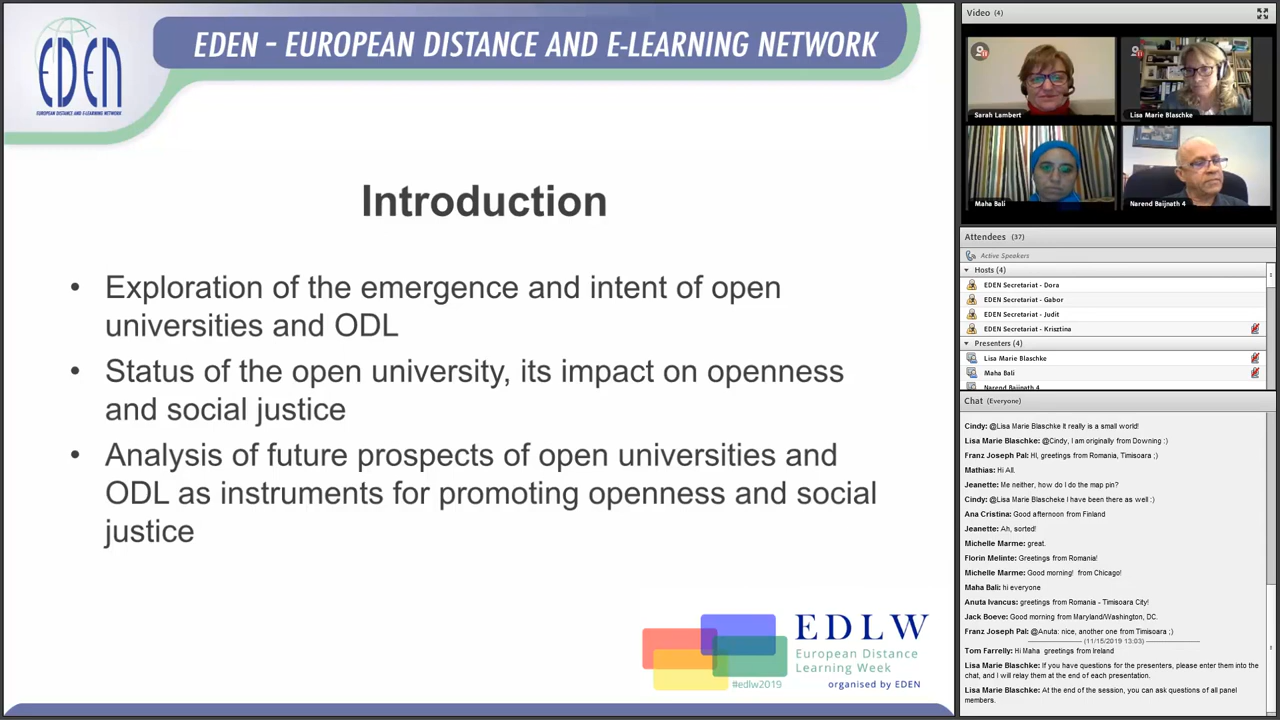 EDEN
EUROPEAN DISTANCE AND E-LEARNING NETWORK
EDEN - EUROPEAN DISTANCE AND E-LEARNING NETWORK
Introduction
• Exploration of the emergence and intent of open
universities and ODL
• Status of the open university, its impact on openness
and social justice
• Analysis of future prospects of open universities and
ODL as instruments for promoting openness and social
justice
EDLW
European Distance
Learning Week
#edlw2019
organised by EDEN
Video (4)
Sarah Lambert
Lisa Marie Blaschke
Maha Bali
Narend Baijnath 4
Attendees (37)
Active Speakers
Hosts (4)
EDEN Secretariat - Dora
EDEN Secretariat - Gabor
EDEN Secretariat - Judit
EDEN Secretariat - Krisztina
Presenters (4)
Lisa Marie Blaschke
Maha Bali
Narend Baijnath 4
Chat (Everyone)
Cindy: @Lisa Marie Blaschke It really is a small world!
Lisa Marie Blaschke: @Cindy, I am originally from Downing :)
Franz Joseph Pal: HI, greetings from Romania, Timisoara ;)
Mathias: Hi All.
Jeanette: Me neither, how do I do the map pin?
Cindy: @Lisa Marie Blascheke I have been there as well :)
Ana Cristina: Good afternoon from Finland
Jeanette: Ah, sorted!
Michelle Marme: great.
Florin Melinte: Greetings from Romania!
Michelle Marme: Good morning! from Chicago!
Maha Bali: hi everyone
Anuta Ivancus: greetings from Romania - Timisoara City!
Jack Boeve: Good morning from Maryland/Washington, DC.
Franz Joseph Pal: @Anuta: nice, another one from Timisoara ;)
(11/15/2019 13:03)
Tom Farrelly: Hi Maha greetings from Ireland
Lisa Marie Blaschke: If you have questions for the presenters, please enter them into the
chat, and I will relay them at the end of each presentation.
Lisa Marie Blaschke: At the end of the session, you can ask questions of all panel
members.